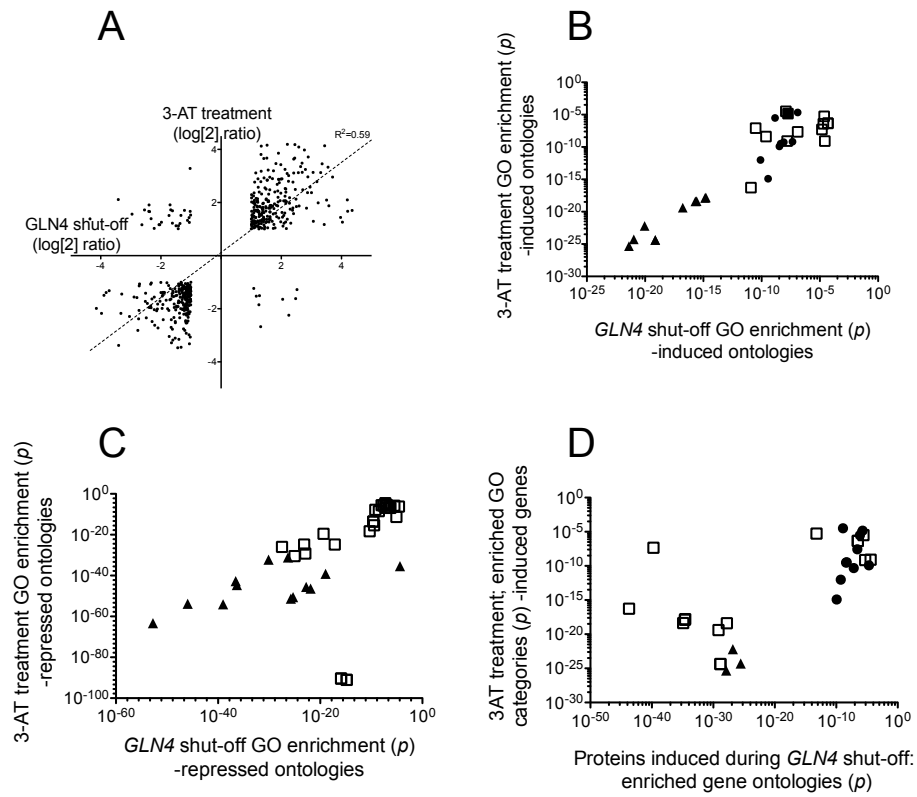 A
3-AT treatment
(log[2] ratio)
R²=0.59
GLN4 shut-off
(log[2] ratio)
4
2
-4
-2
2
4
-2
-4
B
3-AT treatment GO enrichment (p)
-induced ontologies
10⁰
10⁻⁵
10⁻¹⁰
10⁻¹⁵
10⁻²⁰
10⁻²⁵
10⁻³⁰
10⁻²⁵
10⁻²⁰
10⁻¹⁵
10⁻¹⁰
10⁻⁵
10⁰
GLN4 shut-off GO enrichment (p)
-induced ontologies
C
3-AT treatment GO enrichment (p)
-repressed ontologies
10⁰
10⁻²⁰
10⁻⁴⁰
10⁻⁶⁰
10⁻⁸⁰
10⁻¹⁰⁰
10⁻⁶⁰
10⁻⁴⁰
10⁻²⁰
10⁰
GLN4 shut-off GO enrichment (p)
-repressed ontologies
D
3AT treatment; enriched GO
categories (p) -induced genes
10⁰
10⁻⁵
10⁻¹⁰
10⁻¹⁵
10⁻²⁰
10⁻²⁵
10⁻³⁰
10⁻⁵⁰
10⁻⁴⁰
10⁻³⁰
10⁻²⁰
10⁻¹⁰
10⁰
Proteins induced during GLN4 shut-off:
enriched gene ontologies (p)